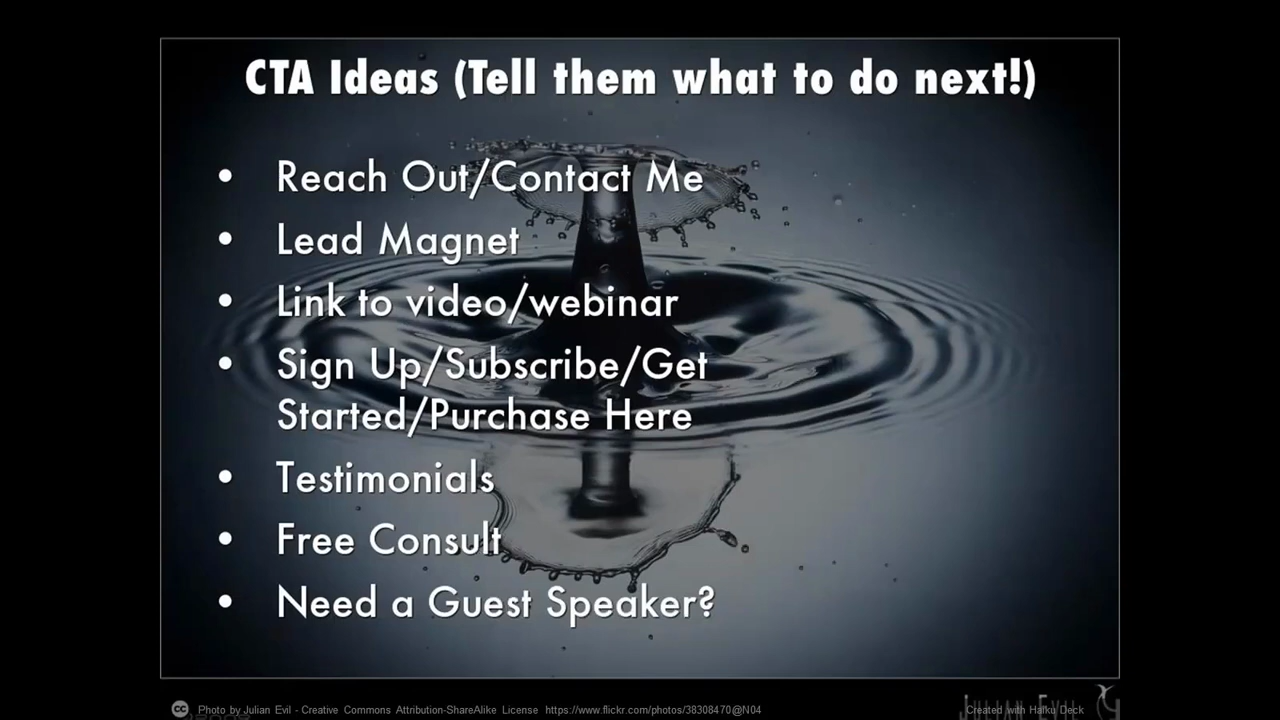 CTA Ideas (Tell them what to do next!)
• Reach Out/Contact Me
• Lead Magnet
• Link to video/webinar
• Sign Up/Subscribe/Get
Started/Purchase Here
• Testimonials
• Free Consult
• Need a Guest Speaker?
cc Photo by Julian Evil - Creative Commons Attribution-ShareAlike License https://www.flickr.com/photos/38308470@N04
Created with Haiku Deck